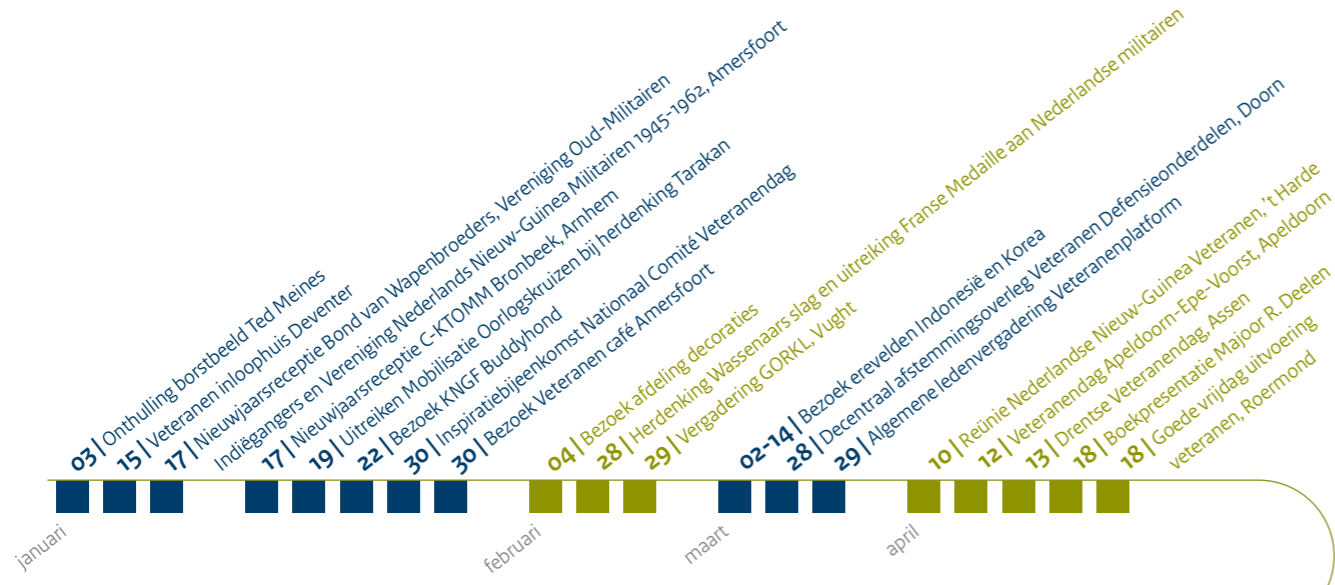 januari
03 | Onthulling borstbeeld Ted Meines
15 | Veteranen inloophuis Deventer
17 | Nieuwjaarsreceptie Bond van Wapenbroeders, Vereniging Oud-Militairen
Indiëgangers en Vereniging Nederlands Nieuw-Guinea Militairen 1945-1962, Amersfoort
17 | Nieuwjaarsreceptie C-KTOMM Bronbeek, Arnhem
19 | Uitreiken Mobilisatie Oorlogskruizen bij herdenking Tarakan
22 | Bezoek KNGF Buddyhond
30 | Inspiratiebijeenkomst Nationaal Comité Veteranendag
30 | Bezoek Veteranen café Amersfoort
februari
04 | Bezoek afdeling decoraties
28 | Herdenking Wassenaars slag en uitreiking Franse Medaille aan Nederlandse militairen
29 | Vergadering GORKL, Vught
maart
02-14 | Bezoek erevelden Indonesië en Korea
28 | Decentraal afstemmingsoverleg Veteranen Defensieonderdelen, Doorn
29 | Algemene ledenvergadering Veteranenplatform
april
10 | Reünie Nederlandse Nieuw-Guinea Veteranen, 't Harde
12 | Veteranendag Apeldoorn-Epe-Voorst, Apeldoorn
13 | Drentse Veteranendag, Assen
18 | Boekpresentatie Majoor R. Deelen
18 | Goede vrijdag uitvoering
veteranen, Roermond